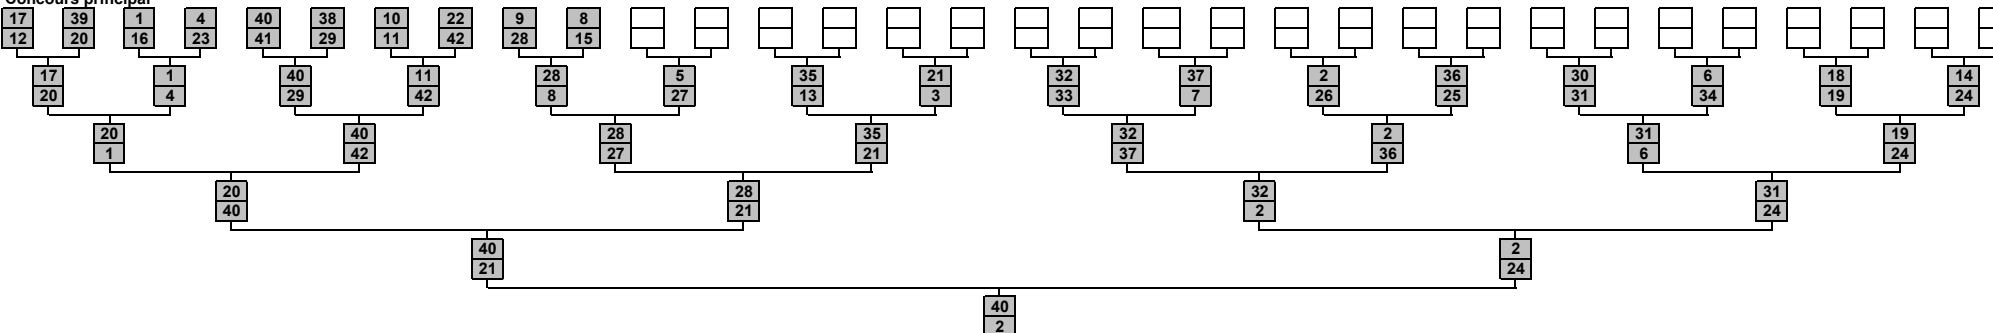 Concours principal
17 39 1 4 40 38 10 22 9 8
12 20 16 23 41 29 11 42 28 15
17 1 40 11 28 5 35 21 32 37 2 36 30 6 18 14
20 4 29 42 8 27 13 3 33 7 26 25 31 34 19 24
20 40 28 35 32 2 31 19
1 42 27 21 37 36 6 24
20 28 32 31
40 21 2 24
40 2
21 24
40
2